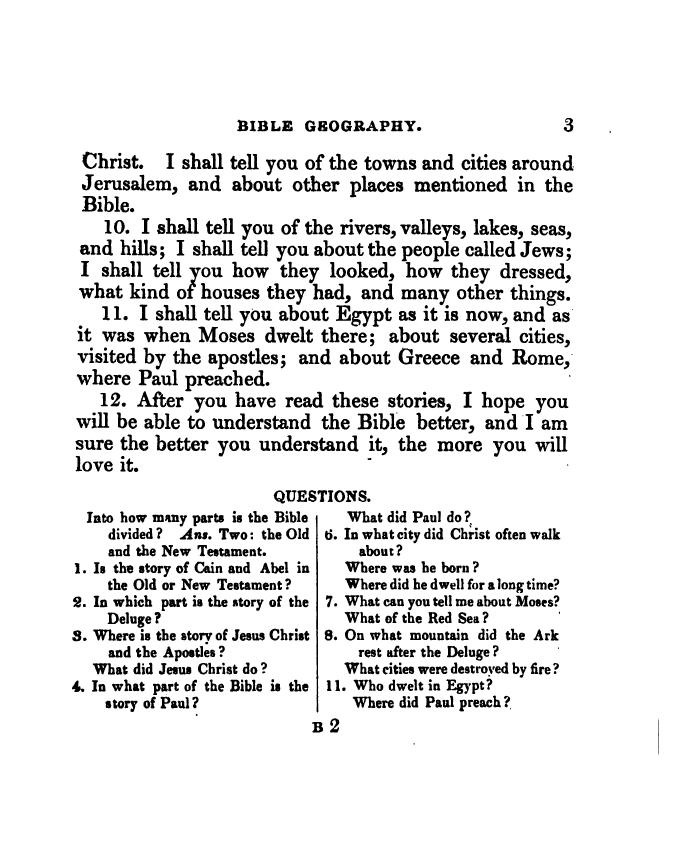 BIBLE GEOGRAPHY. 3
Christ. I shall tell you of the towns and cities around
Jerusalem, and about other places mentioned in the
Bible.
10. I shall tell you of the rivers, valleys, lakes, seas,
and hills; I shall tell you about the people called Jews;
I shall tell you how they looked, how they dressed,
what kind of houses they had, and many other things.
11. I shall tell you about Egypt as it is now, and as
it was when Moses dwelt there; about several cities,
visited by the apostles; and about Greece and Rome,
where Paul preached.
12. After you have read these stories, I hope you
will be able to understand the Bible better, and I am
sure the better you understand it, the more you will
love it.
QUESTIONS.
Into how many parts is the Bible
divided? Ans. Two: the Old
and the New Testament.
1. Is the story of Cain and Abel in
the Old or New Testament?
2. In which part is the story of the
Deluge?
3. Where is the story of Jesus Christ
and the Apostles?
What did Jesus Christ do?
4. In what part of the Bible is the
story of Paul?
What did Paul do?
6. In what city did Christ often walk
about?
Where was he born?
Where did he dwell for a long time?
7. What can you tell me about Moses?
What of the Red Sea?
8. On what mountain did the Ark
rest after the Deluge?
What cities were destroyed by fire?
11. Who dwelt in Egypt?
Where did Paul preach?
B 2